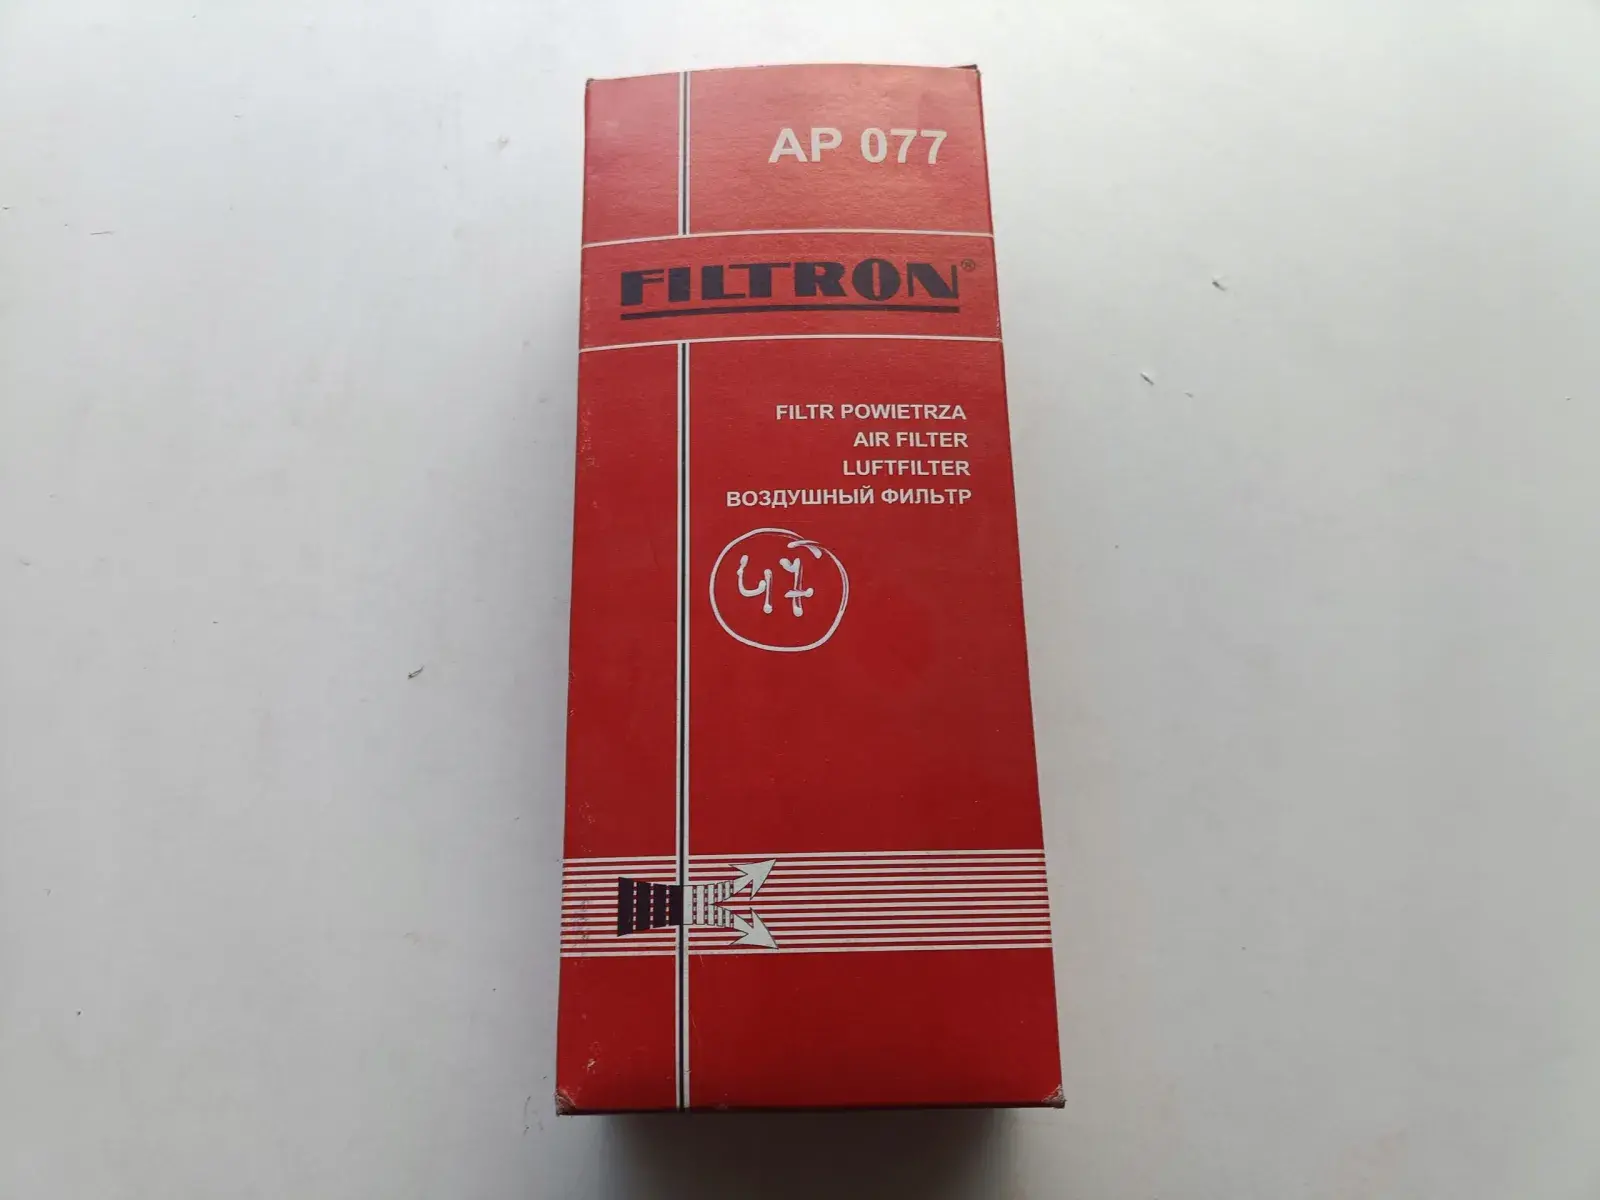 AP 077
FILTRON®
FILTR POWIETRZA
AIR FILTER
LUFTFILTER
ВОЗДУШНЫЙ ФИЛЬТР
47